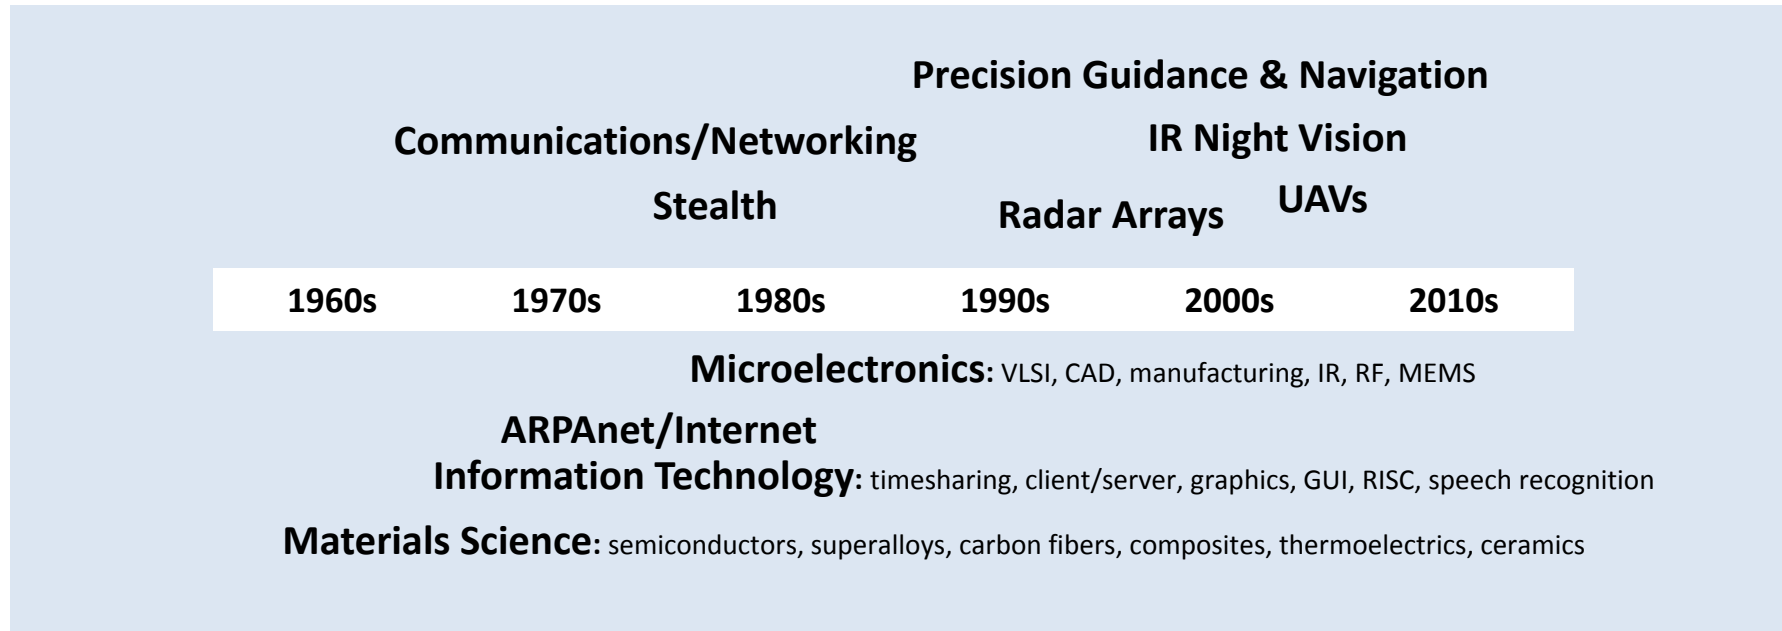 Precision Guidance & Navigation
Communications/Networking IR Night Vision
Stealth Radar Arrays UAVs
1960s 1970s 1980s 1990s 2000s 2010s
Microelectronics: VLSI, CAD, manufacturing, IR, RF, MEMS
ARPAnet/Internet
Information Technology: timesharing, client/server, graphics, GUI, RISC, speech recognition
Materials Science: semiconductors, superalloys, carbon fibers, composites, thermoelectrics, ceramics